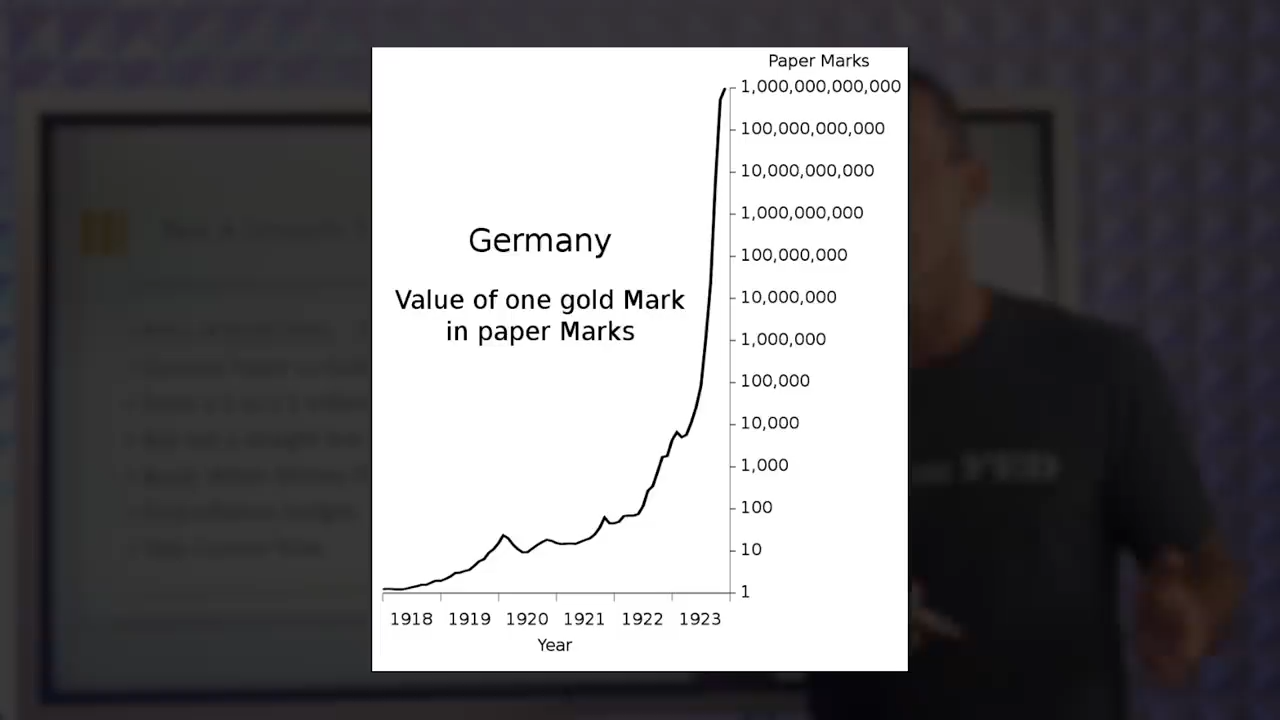 Paper Marks
1,000,000,000,000
100,000,000,000
10,000,000,000
1,000,000,000
100,000,000
10,000,000
1,000,000
100,000
10,000
1,000
100
10
1
Germany
Value of one gold Mark
in paper Marks
1918 1919 1920 1921 1922 1923
Year